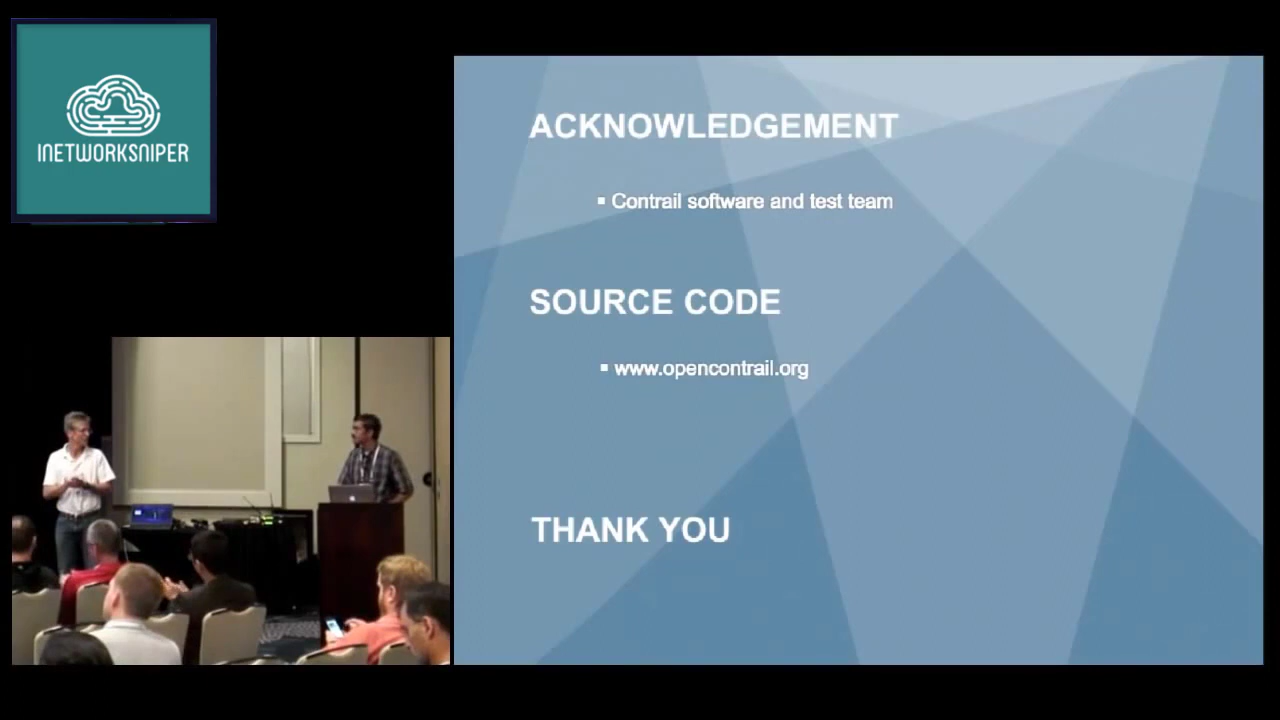 INETWORKSNIPER
ACKNOWLEDGEMENT
▪ Contrail software and test team
SOURCE CODE
▪ www.opencontrail.org
THANK YOU